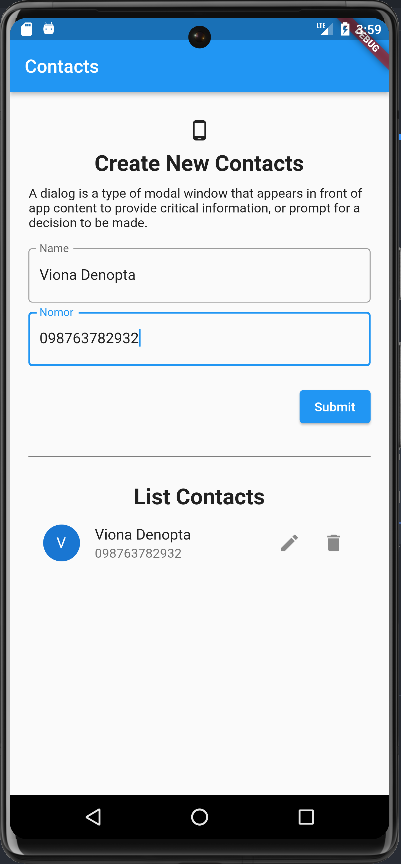 LTE
3:59
DEBUG
Contacts
Create New Contacts
A dialog is a type of modal window that appears in front of
app content to provide critical information, or prompt for a
decision to be made.
Name
Viona Denopta
Nomor
098763782932
Submit
List Contacts
V
Viona Denopta
098763782932